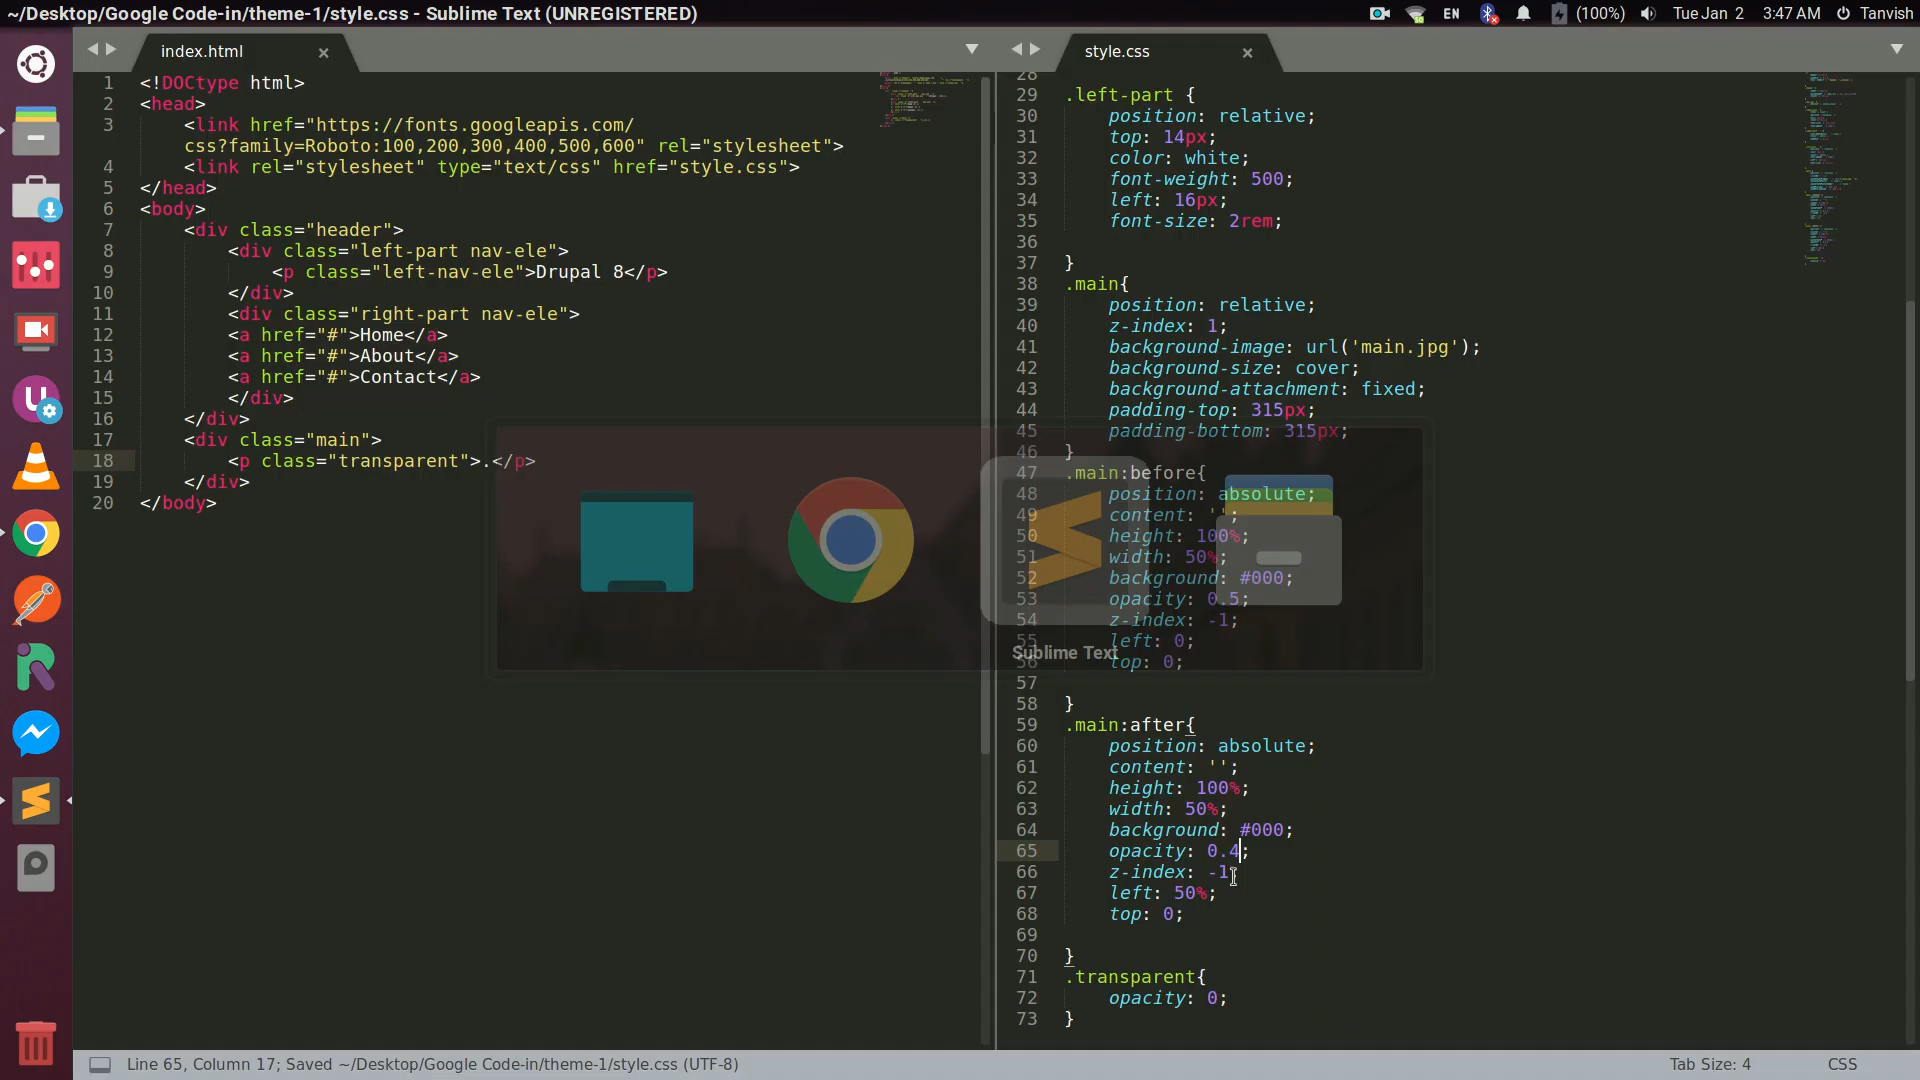 ~/Desktop/Google Code-in/theme-1/style.css - Sublime Text (UNREGISTERED)
EN
(100%)
Tue Jan 2
3:47 AM
Tanvish
index.html
1 <!DOCtype html>
2 <head>
3 <link href="https://fonts.googleapis.com/
css?family=Roboto:100,200,300,400,500,600" rel="stylesheet">
4 <link rel="stylesheet" type="text/css" href="style.css">
5 </head>
6 <body>
7 <div class="header">
8 <div class="left-part nav-ele">
9 <p class="left-nav-ele">Drupal 8</p>
10 </div>
11 <div class="right-part nav-ele">
12 <a href="#">Home</a>
13 <a href="#">About</a>
14 <a href="#">Contact</a>
15 </div>
16 </div>
17 <div class="main">
18 <p class="transparent">.</p>
19 </div>
20 </body>
style.css
28
29 .left-part {
30 position: relative;
31 top: 14px;
32 color: white;
33 font-weight: 500;
34 left: 16px;
35 font-size: 2rem;
36
37 }
38 .main{
39 position: relative;
40 z-index: 1;
41 background-image: url('main.jpg');
42 background-size: cover;
43 background-attachment: fixed;
44 padding-top: 315px;
45 padding-bottom: 315px;
46 }
47 .main:before{
48 position: absolute;
49 content: '';
50 height: 100%;
51 width: 50%;
52 background: #000;
53 opacity: 0.5;
54 z-index: -1;
55 left: 0;
56 top: 0;
57
58 }
59 .main:after{
60 position: absolute;
61 content: '';
62 height: 100%;
63 width: 50%;
64 background: #000;
65 opacity: 0.4;
66 z-index: -1;
67 left: 50%;
68 top: 0;
69
70 }
71 .transparent{
72 opacity: 0;
73 }
Sublime Text
Line 65, Column 17; Saved ~/Desktop/Google Code-in/theme-1/style.css (UTF-8)
Tab Size: 4
CSS